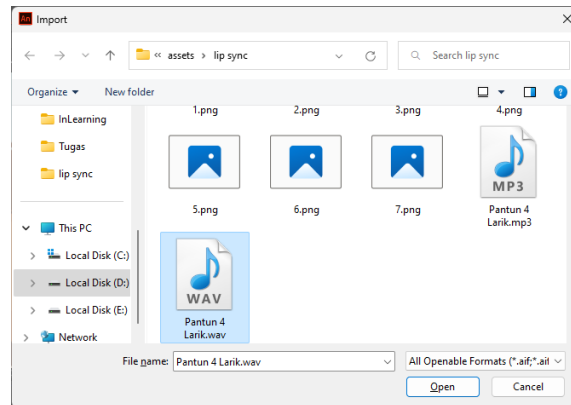 An Import
« assets › lip sync
Search lip sync
Organize
New folder
InLearning
Tugas
lip sync
This PC
Local Disk (C:)
Local Disk (D:)
Local Disk (E:)
Network
1.png
2.png
3.png
4.png
5.png
6.png
7.png
MP3
Pantun 4
Larik.mp3
WAV
Pantun 4
Larik.wav
File name: Pantun 4 Larik.wav
All Openable Formats (*.aif;*.aif
Open
Cancel